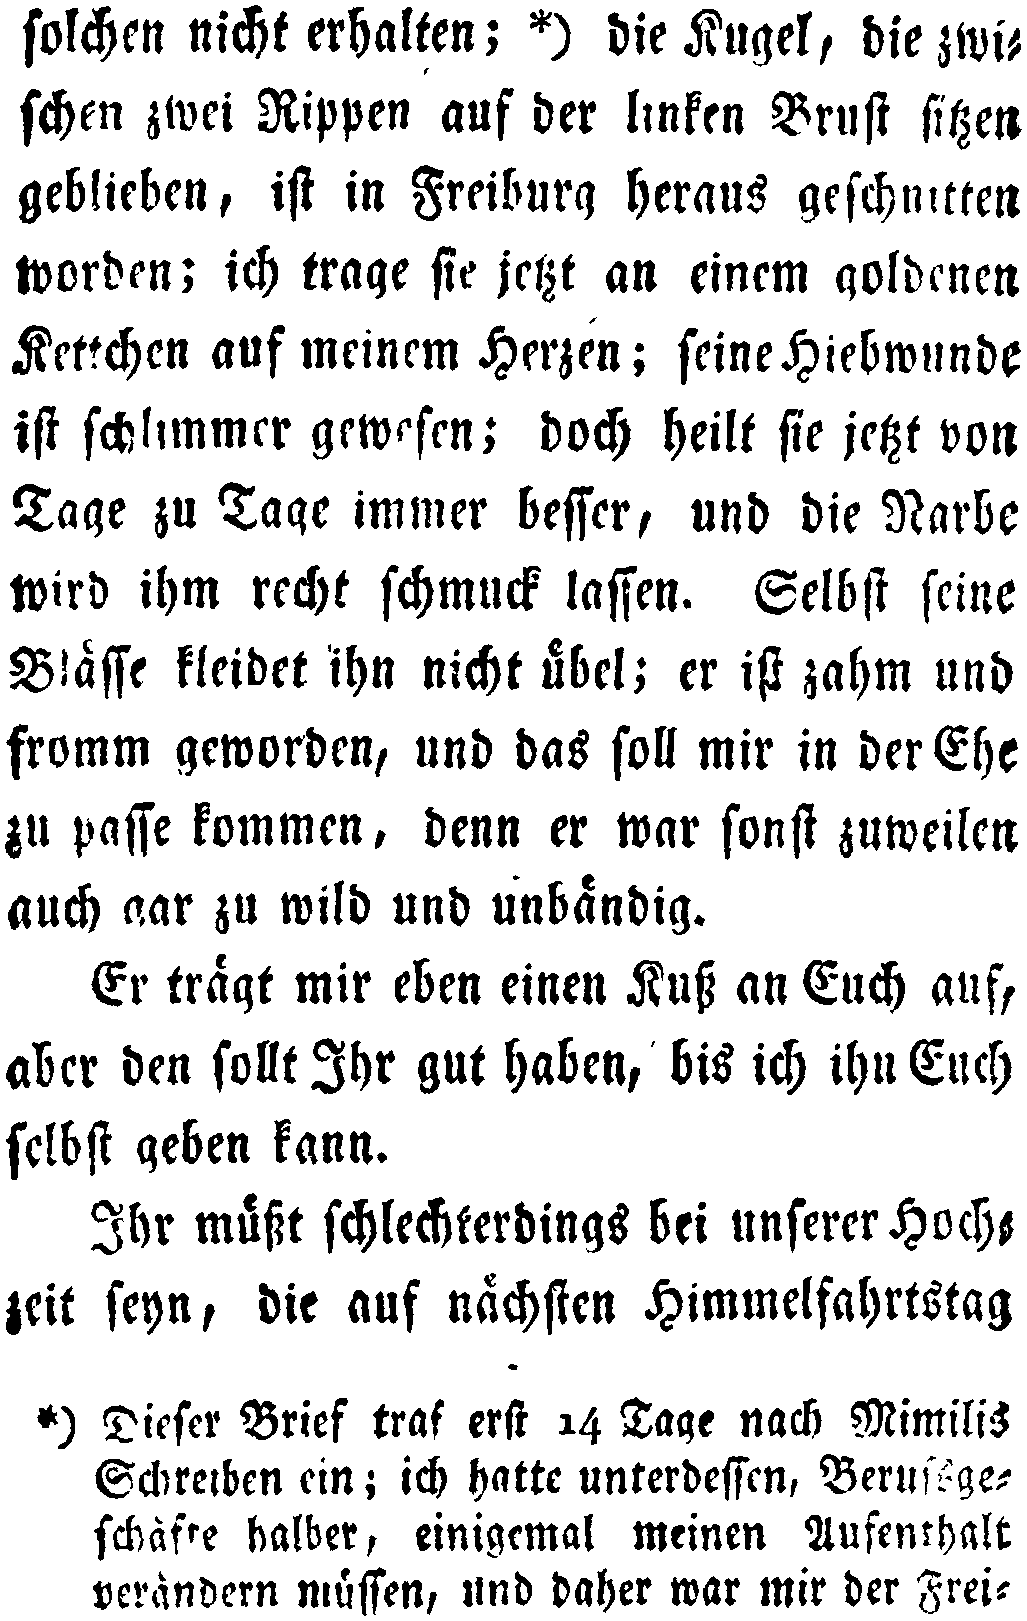 solchen nicht erhalten; *) die Kugel, die zwi-
schen zwei Rippen auf der linken Brust sitzen
geblieben, ist in Freiburg heraus geschnitten
worden; ich trage sie jetzt an einem goldenen
Kettchen auf meinem Herzen; seine Hiebwunde
ist schlimmer gewesen; doch heilt sie jetzt von
Tage zu Tage immer besser, und die Narbe
wird ihm recht schmuck lassen. Selbst seine
Blässe kleidet ihn nicht übel; er ist zahm und
fromm geworden, und das soll mir in der Ehe
zu passe kommen, denn er war sonst zuweilen
auch gar zu wild und unbändig.
Er trägt mir eben einen Kuß an Euch auf,
aber den sollt Ihr gut haben, bis ich ihn Euch
selbst geben kann.
Ihr müßt schlechterdings bei unserer Hoch-
zeit seyn, die auf nächsten Himmelfahrtstag
*) Dieser Brief traf erst 14 Tage nach Mimilis
Schreiben ein; ich hatte unterdessen, Berufsge-
schäfte halber, einigemal meinen Aufenthalt
verändern müssen, und daher war mir der Frei-